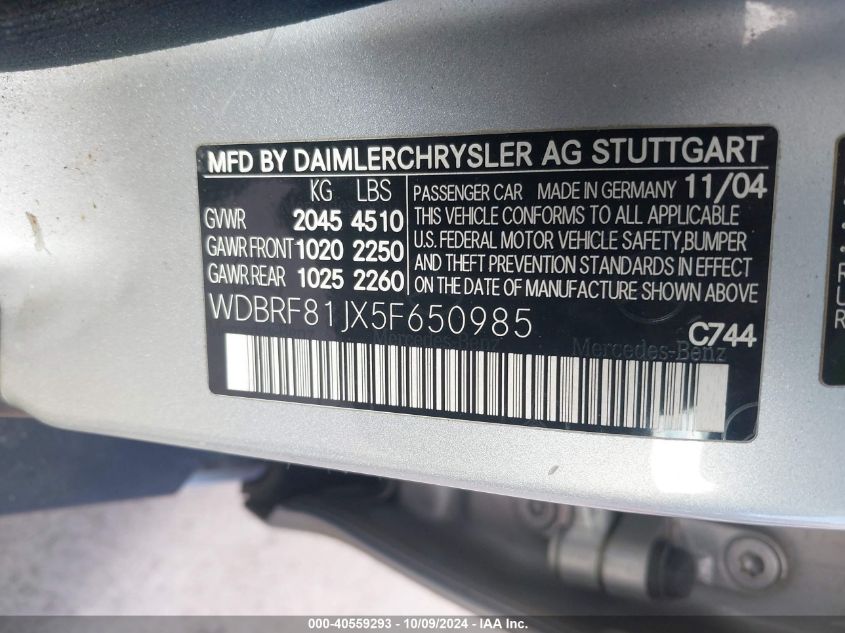 MFD BY DAIMLERCHRYSLER AG STUTTGART
KG LBS
GVWR 2045 4510
GAWR FRONT 1020 2250
GAWR REAR 1025 2260
PASSENGER CAR MADE IN GERMANY 11/04
THIS VEHICLE CONFORMS TO ALL APPLICABLE
U.S. FEDERAL MOTOR VEHICLE SAFETY,BUMPER
AND THEFT PREVENTION STANDARDS IN EFFECT
ON THE DATE OF MANUFACTURE SHOWN ABOVE.
WDBRF81JX5F650985
C744
Mercedes-Benz Mercedes-Benz
000-40559293 - 10/09/2024 - IAA Inc.